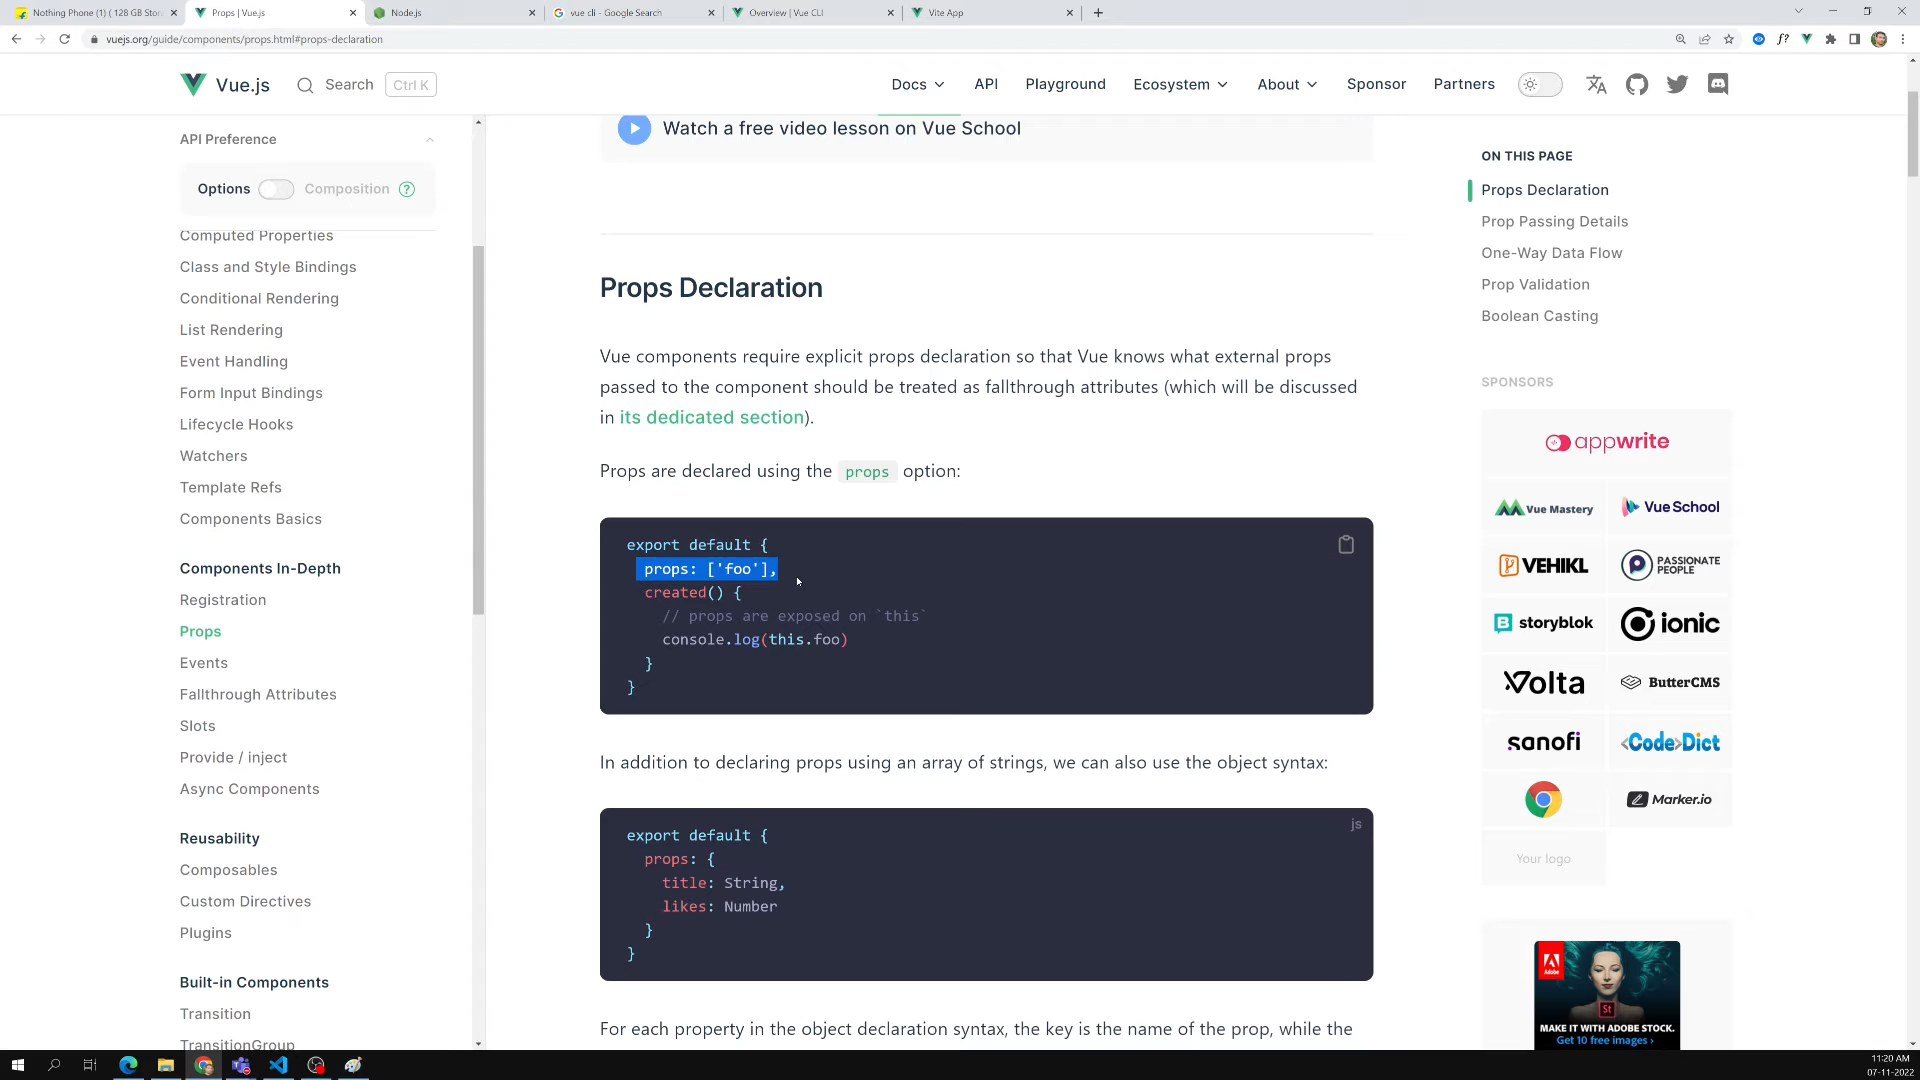 Nothing Phone (1) ( 128 GB Stor
Props | Vue.js
Node.js
vue cli - Google Search
Overview | Vue CLI
Vite App
vuejs.org/guide/components/props.html#props-declaration
Vue.js
Search
Ctrl K
Docs
API
Playground
Ecosystem
About
Sponsor
Partners
API Preference
Options
Composition
?
Computed Properties
Class and Style Bindings
Conditional Rendering
List Rendering
Event Handling
Form Input Bindings
Lifecycle Hooks
Watchers
Template Refs
Components Basics
Components In-Depth
Registration
Props
Events
Fallthrough Attributes
Slots
Provide / inject
Async Components
Reusability
Composables
Custom Directives
Plugins
Built-in Components
Transition
TransitionGroup
Watch a free video lesson on Vue School
Props Declaration
Vue components require explicit props declaration so that Vue knows what external props
passed to the component should be treated as fallthrough attributes (which will be discussed
in its dedicated section).
Props are declared using the props option:
export default {
props: ['foo'],
created() {
// props are exposed on `this`
console.log(this.foo)
}
}
In addition to declaring props using an array of strings, we can also use the object syntax:
js
export default {
props: {
title: String,
likes: Number
}
}
For each property in the object declaration syntax, the key is the name of the prop, while the
ON THIS PAGE
Props Declaration
Prop Passing Details
One-Way Data Flow
Prop Validation
Boolean Casting
SPONSORS
appwrite
Vue Mastery
Vue School
VEHIKL
PASSIONATE
PEOPLE
storyblok
ionic
Volta
ButterCMS
sanofi
<CodeDict
Marker.io
Your logo
Adobe
St
MAKE IT WITH ADOBE STOCK.
Get 10 free images ›
11:20 AM
07-11-2022